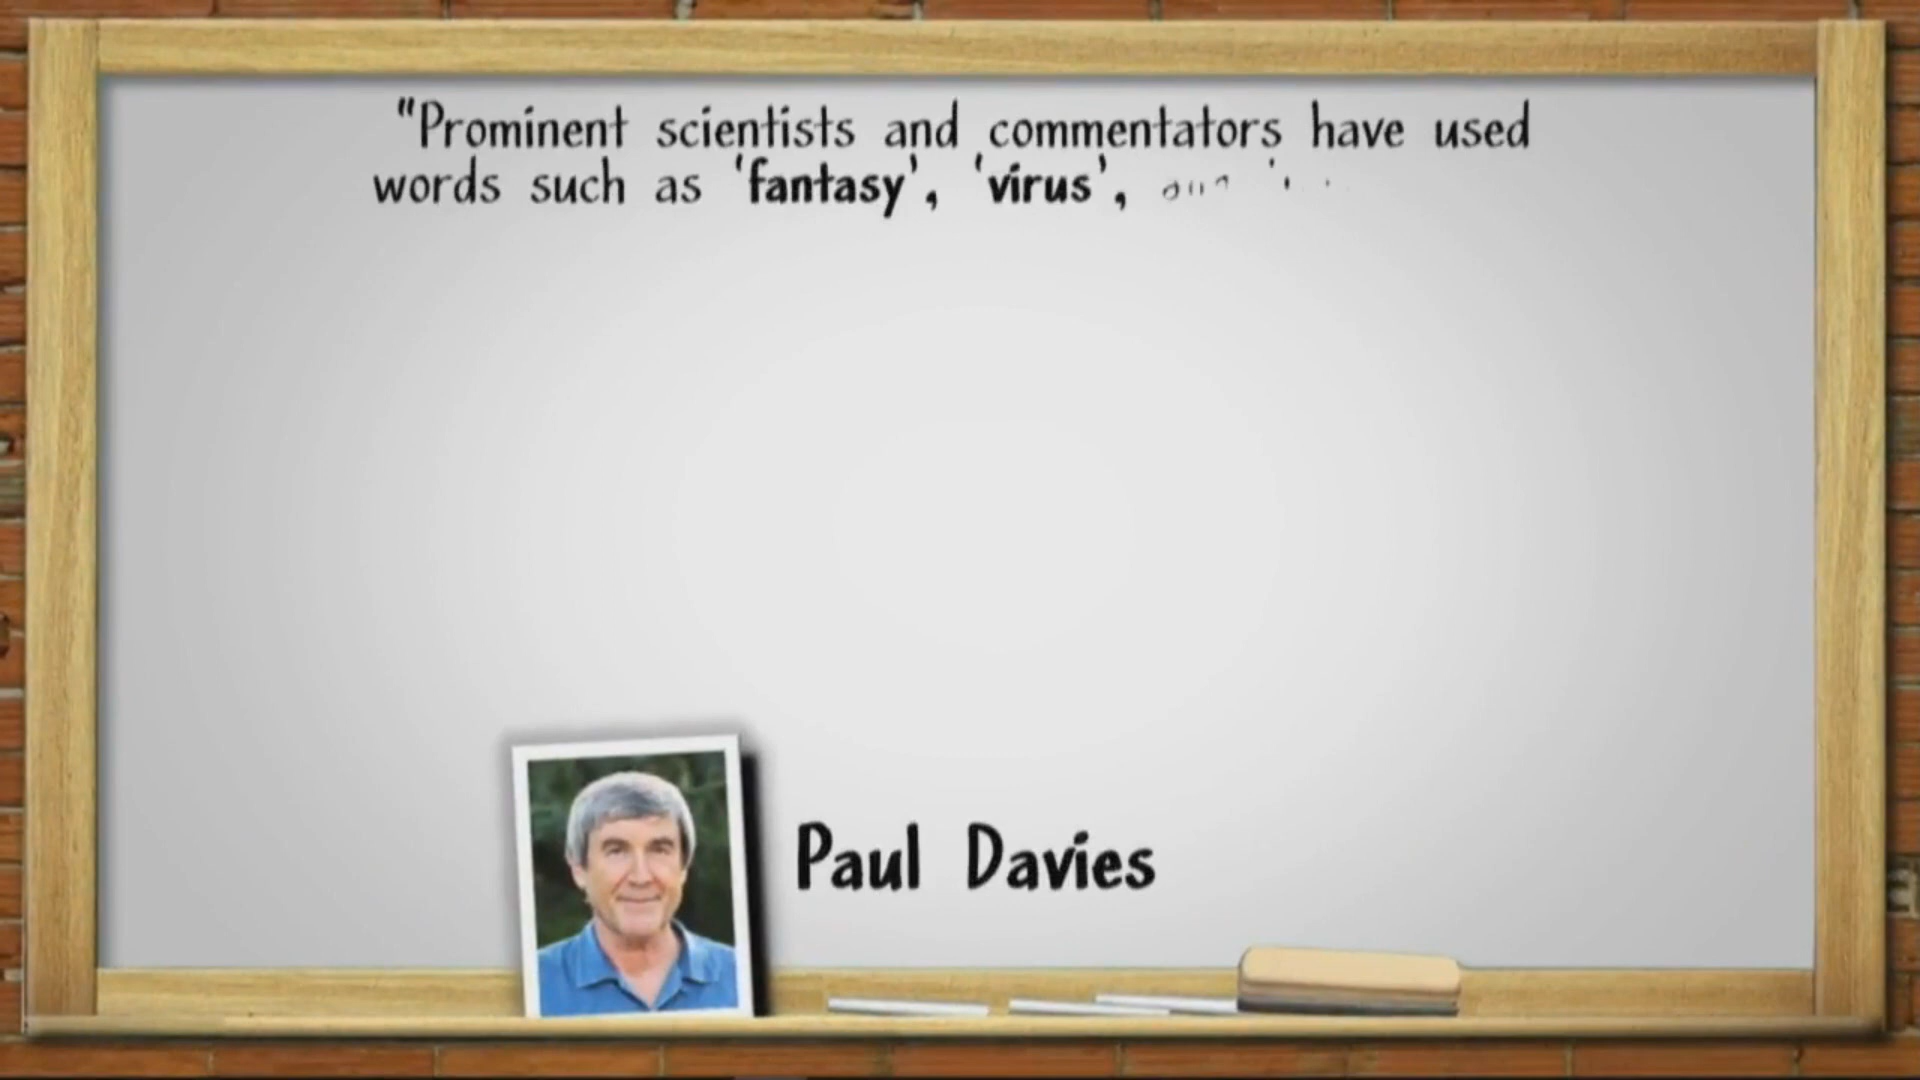 "Prominent scientists and commentators have used
words such as 'fantasy', 'virus',
Paul Davies